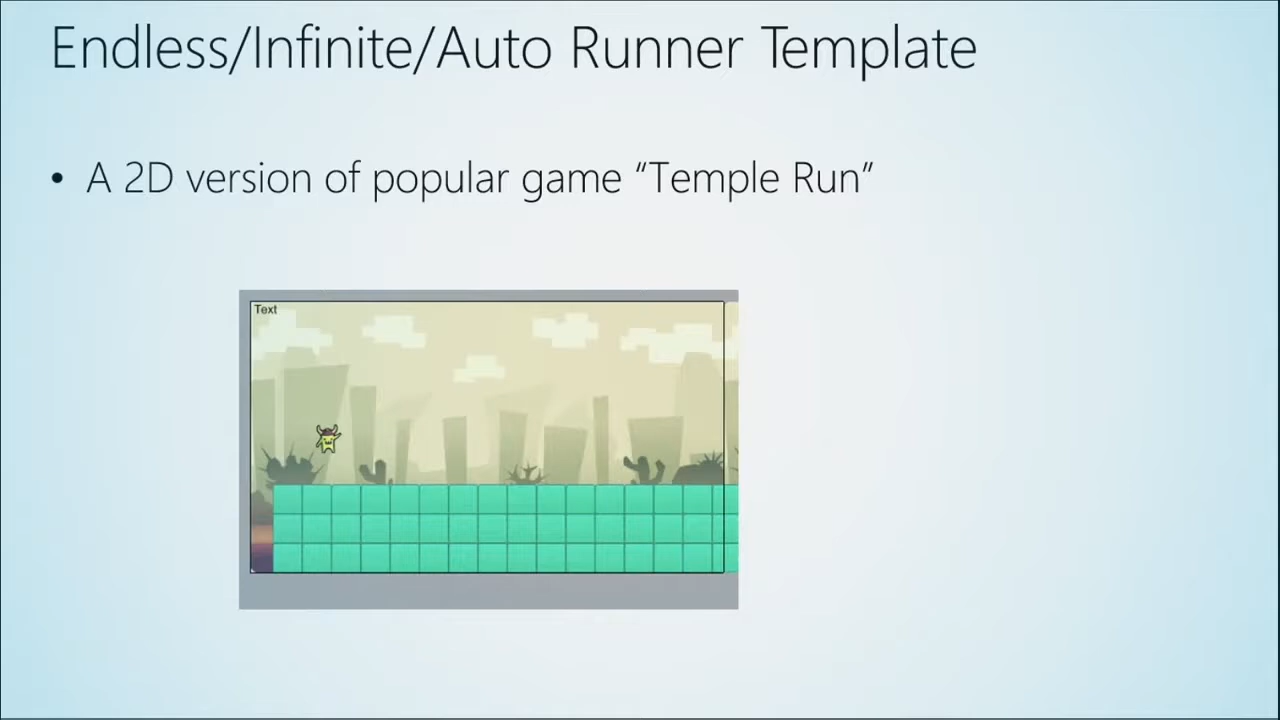 Endless/Infinite/Auto Runner Template
• A 2D version of popular game “Temple Run”
Text